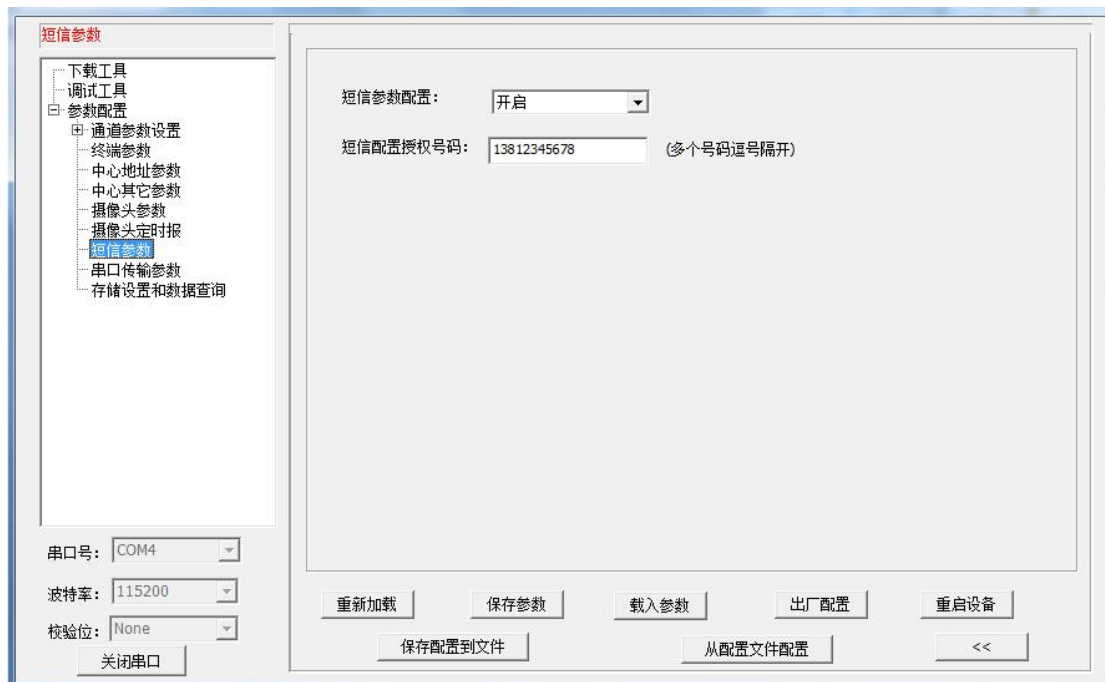 短信参数
下载工具
调试工具
参数配置
通道参数设置
终端参数
中心地址参数
中心其它参数
摄像头参数
摄像头定时报
短信参数
串口传输参数
存储设置和数据查询
串口号: COM4
波特率: 115200
校验位: None
关闭串口
短信参数配置: 开启
短信配置授权号码: 13812345678 (多个号码逗号隔开)
重新加载 保存参数 载入参数 出厂配置 重启设备
保存配置到文件 从配置文件配置 <<